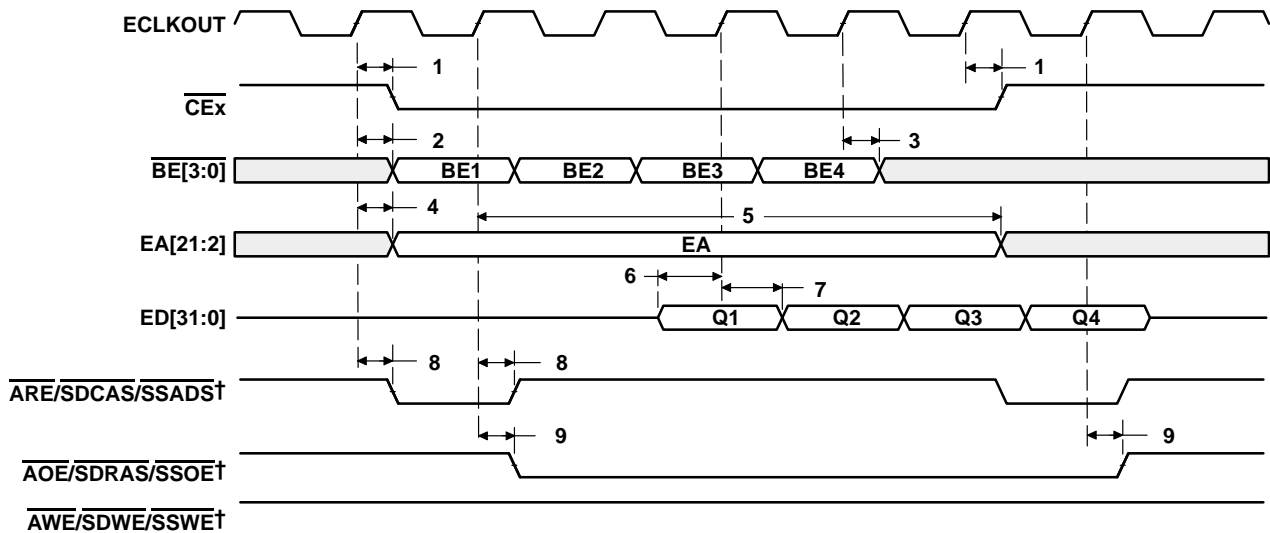 ECLKOUT
1 1
CEx
2 3
BE[3:0] BE1 BE2 BE3 BE4
4 5
EA[21:2] EA
6 7
ED[31:0] Q1 Q2 Q3 Q4
8 8
ARE/SDCAS/SSADS†
9 9
AOE/SDRAS/SSOE†
AWE/SDWE/SSWE†